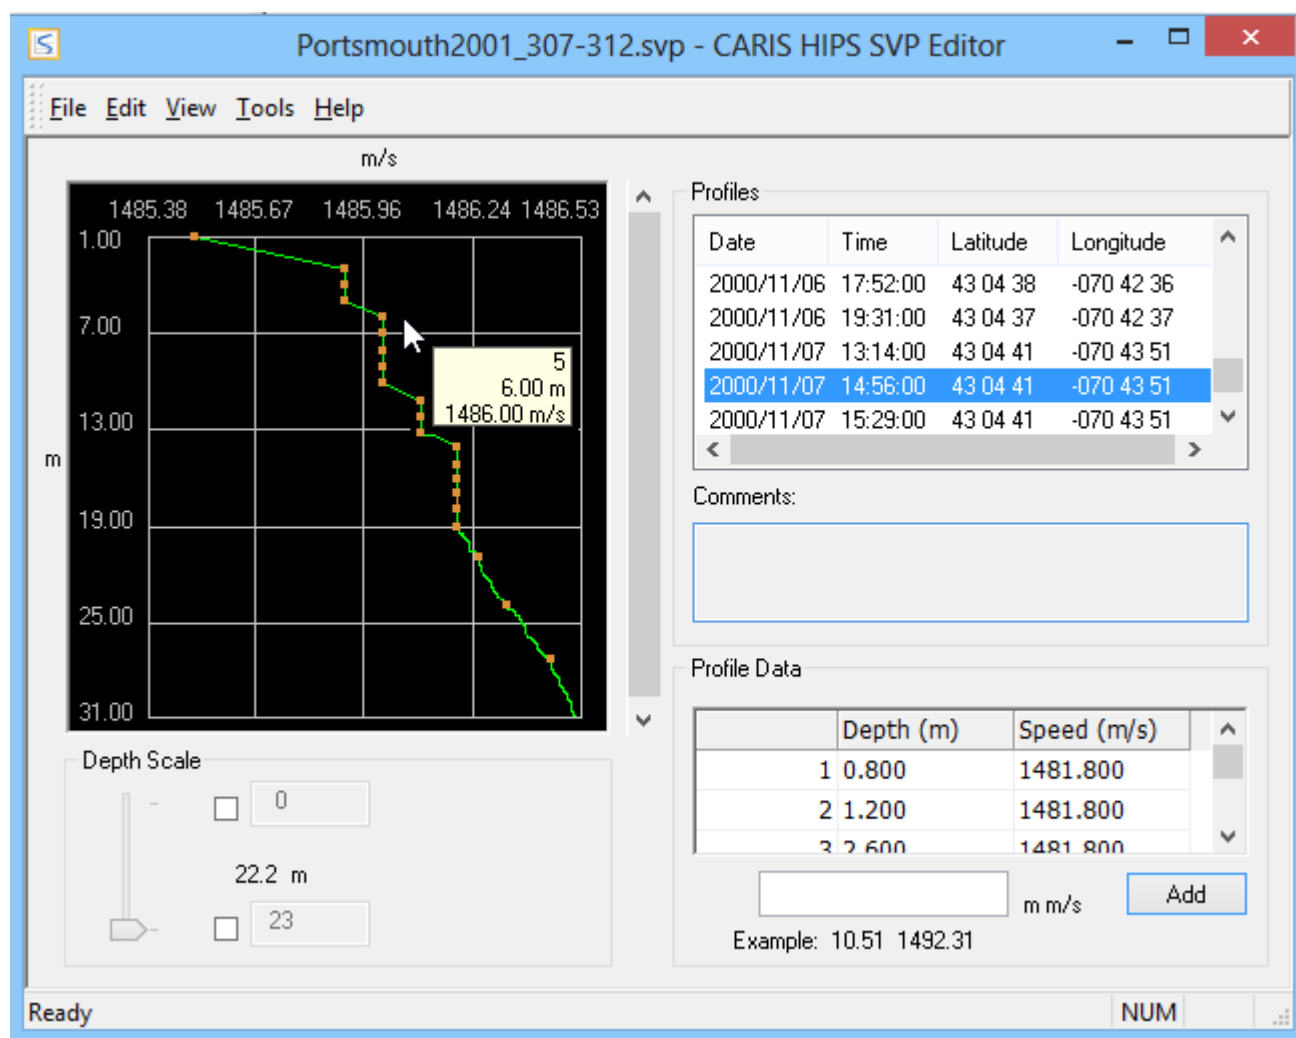 Portsmouth2001_307-312.svp - CARIS HIPS SVP Editor
File Edit View Tools Help
m/s
1485.38 1485.67 1485.96 1486.24 1486.53
1.00
7.00
13.00
19.00
25.00
31.00
m
5
6.00 m
1486.00 m/s
Depth Scale
0
22.2 m
23
Profiles
Date Time Latitude Longitude
2000/11/06 17:52:00 43 04 38 -070 42 36
2000/11/06 19:31:00 43 04 37 -070 42 37
2000/11/07 13:14:00 43 04 41 -070 43 51
2000/11/07 14:56:00 43 04 41 -070 43 51
2000/11/07 15:29:00 43 04 41 -070 43 51
Comments:
Profile Data
Depth (m) Speed (m/s)
1 0.800 1481.800
2 1.200 1481.800
3 2.600 1481.800
m m/s Add
Example: 10.51 1492.31
Ready NUM